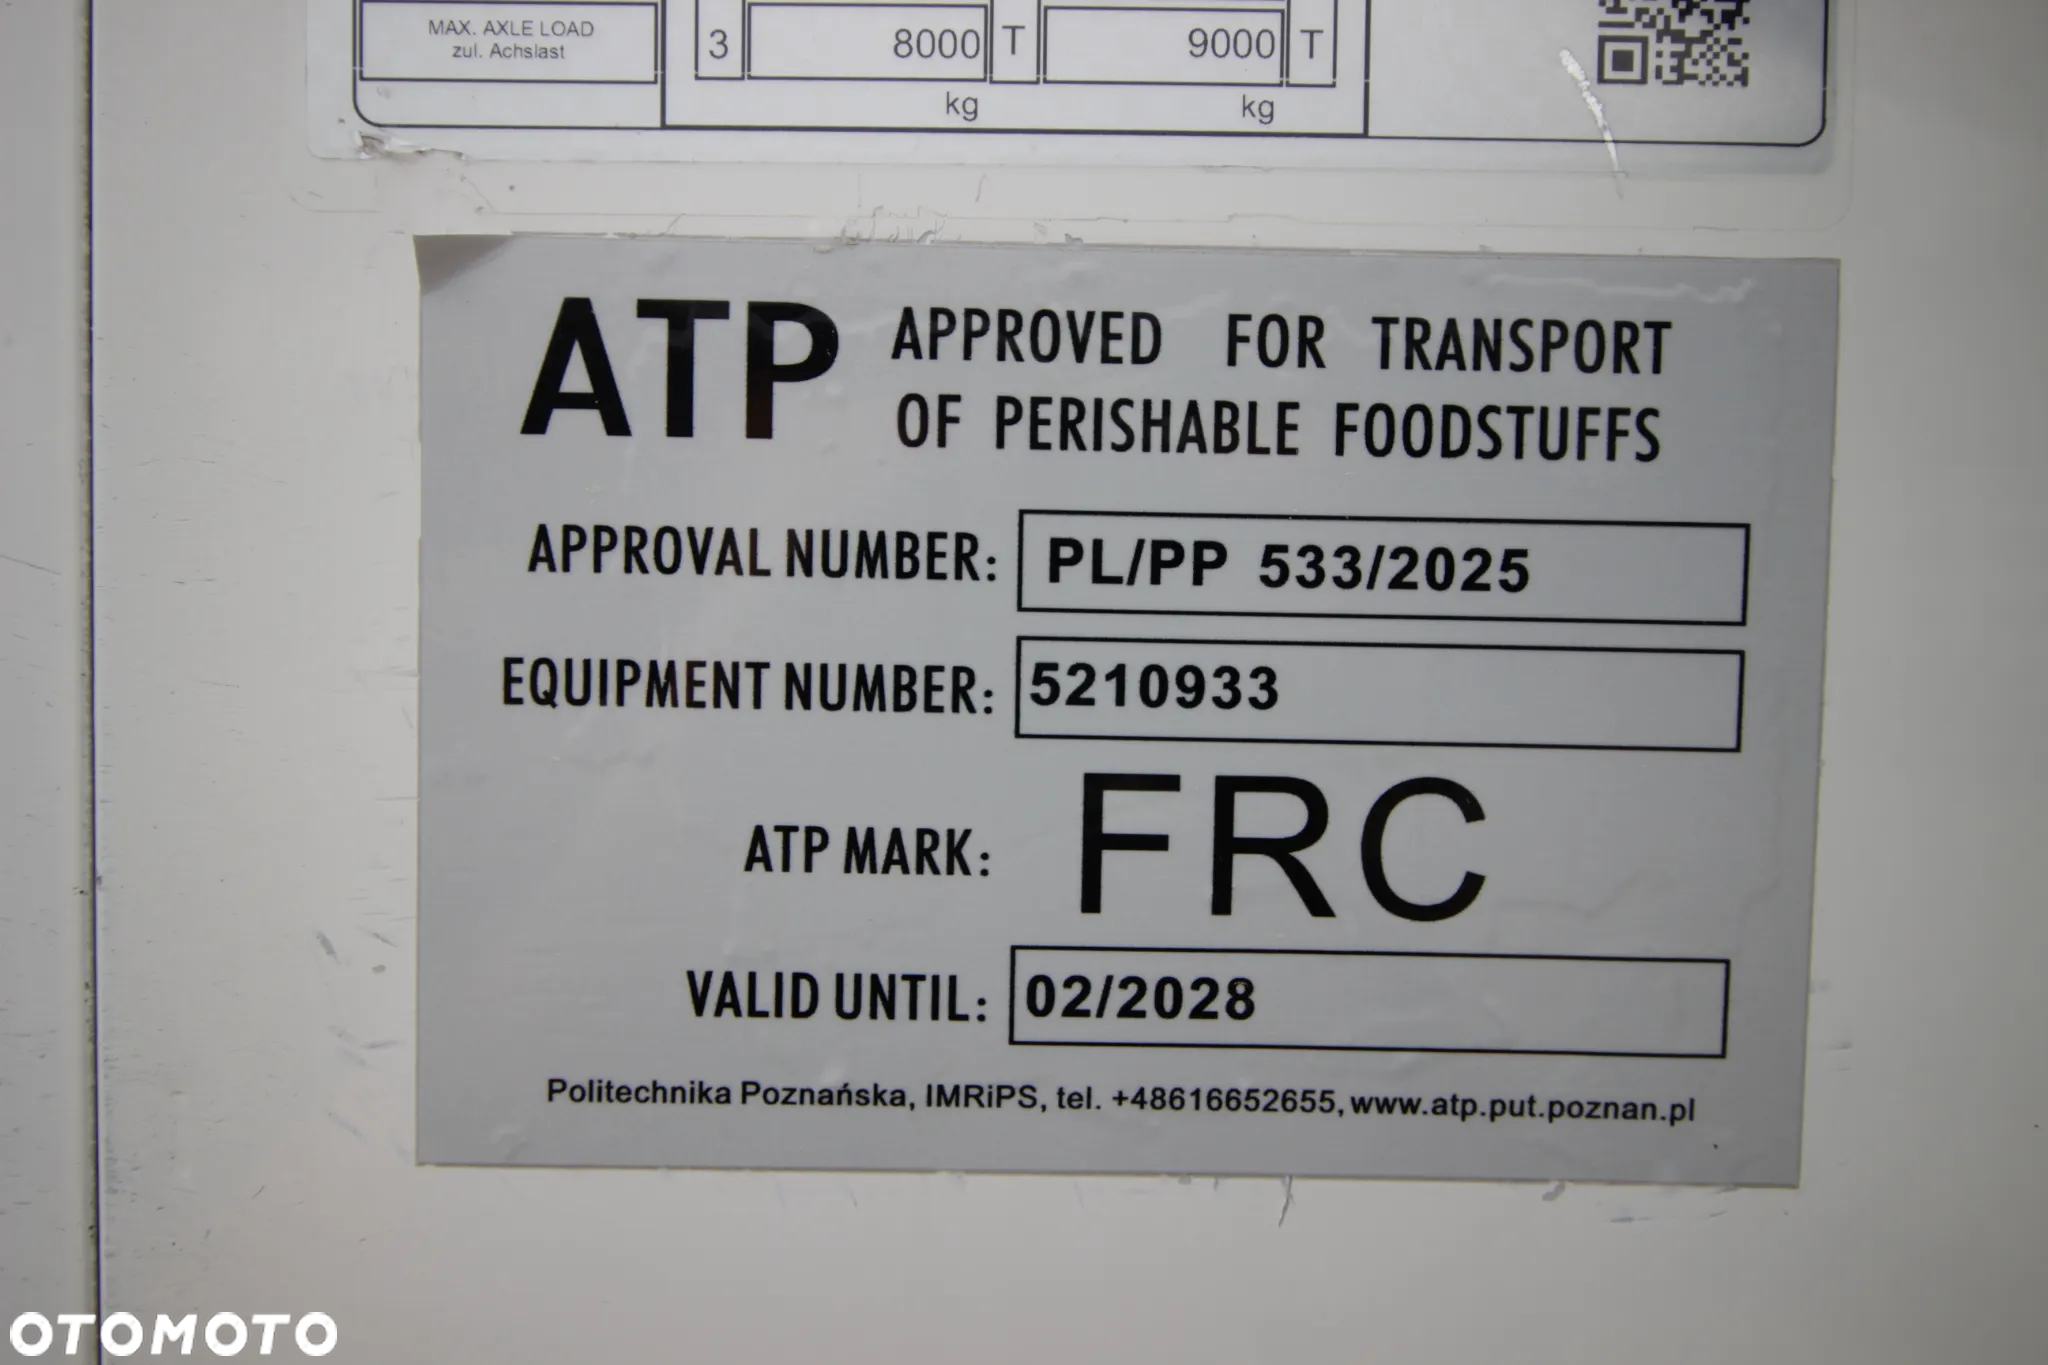 MAX. AXLE LOAD
zul. Achslast
3 8000 T 9000 T
kg kg
ATP APPROVED FOR TRANSPORT
OF PERISHABLE FOODSTUFFS
APPROVAL NUMBER: PL/PP 533/2025
EQUIPMENT NUMBER: 5210933
ATP MARK: FRC
VALID UNTIL: 02/2028
Politechnika Poznańska, IMRiPS, tel. +48616652655, www.atp.put.poznan.pl
OTOMOTO